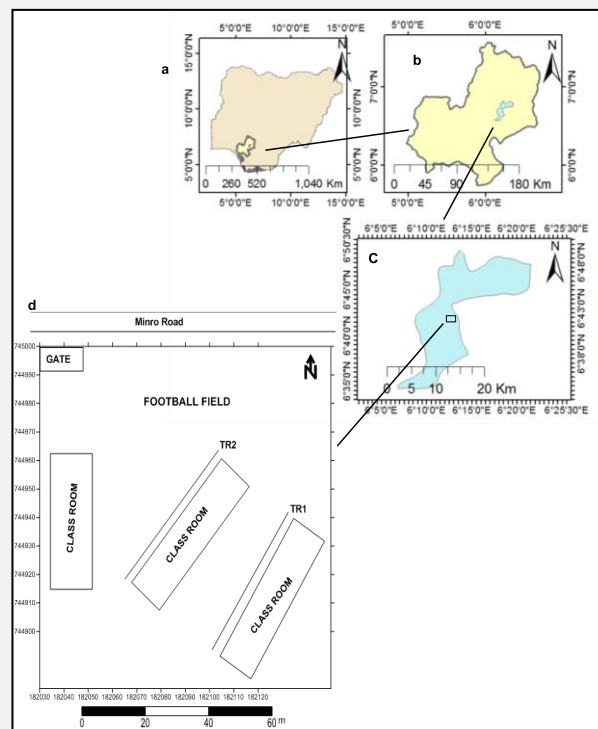 a
5°0'0"E 10°0'0"E 15°0'0"E
N
15°0'0"N
10°0'0"N
5°0'0"N
15°0'0"N
10°0'0"N
5°0'0"N
0 260 520 1,040 Km
5°0'0"E 10°0'0"E 15°0'0"E
b
5°0'0"E 6°0'0"E
N
7°0'0"N
6°0'0"N
7°0'0"N
6°0'0"N
0 45 90 180 Km
5°0'0"E 6°0'0"E
C
6°5'0"E 6°10'0"E 6°15'0"E 6°20'0"E 6°25'30"E
N
6°50'30"N
6°45'0"N
6°40'0"N
6°35'0"N
6°48'0"N
6°43'0"N
6°38'0"N
0 5 10 20 Km
6°5'0"E 6°10'0"E 6°15'0"E 6°20'0"E 6°25'30"E
d
Minro Road
745000
744990
744980
744970
744960
744950
744940
744930
744920
744910
744900
GATE
N
FOOTBALL FIELD
TR2
TR1
CLASS ROOM
CLASS ROOM
CLASS ROOM
182030 182040 182050 182060 182070 182080 182090 182100 182110 182120
0 20 40 60 m